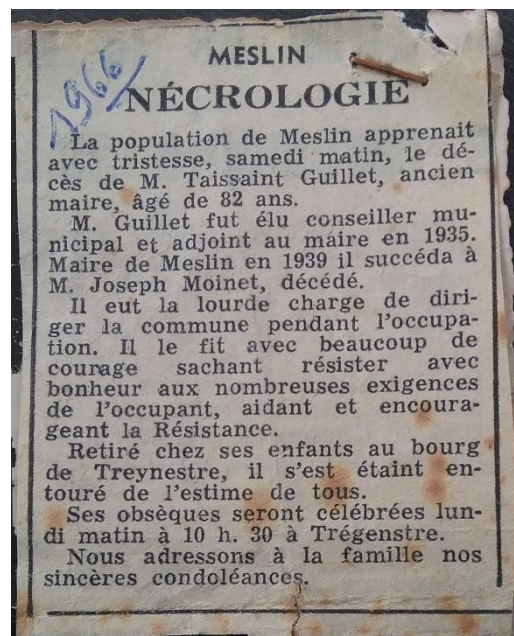 1966
MESLIN
NÉCROLOGIE
La population de Meslin apprenait
avec tristesse, samedi matin, le dé-
cès de M. Taissaint Guillet, ancien
maire, âgé de 82 ans.
M. Guillet fut élu conseiller mu-
nicipal et adjoint au maire en 1935.
Maire de Meslin en 1939 il succéda à
M. Joseph Moinet, décédé.
Il eut la lourde charge de diri-
ger la commune pendant l'occupa-
tion. Il le fit avec beaucoup de
courage sachant résister avec
bonheur aux nombreuses exigences
de l'occupant, aidant et encoura-
geant la Résistance.
Retiré chez ses enfants au bourg
de Treynestre, il s'est étaint en-
touré de l'estime de tous.
Ses obsèques seront célébrées lun-
di matin à 10 h. 30 à Trégenstre.
Nous adressons à la famille nos
sincères condoléances.